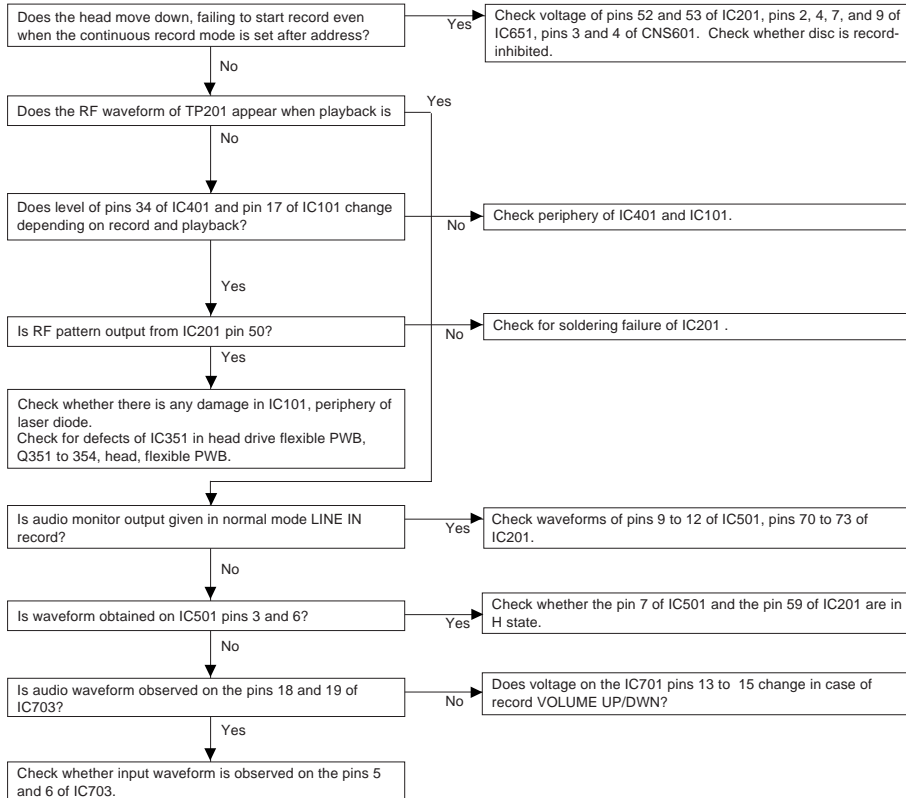 Does the head move down, failing to start record even
when the continuous record mode is set after address?
Yes
Check voltage of pins 52 and 53 of IC201, pins 2, 4, 7, and 9 of
IC651, pins 3 and 4 of CNS601. Check whether disc is record-
inhibited.
No
Does the RF waveform of TP201 appear when playback is
Yes
No
Does level of pins 34 of IC401 and pin 17 of IC101 change
depending on record and playback?
No
Check periphery of IC401 and IC101.
Yes
Is RF pattern output from IC201 pin 50?
No
Check for soldering failure of IC201 .
Yes
Check whether there is any damage in IC101, periphery of
laser diode.
Check for defects of IC351 in head drive flexible PWB,
Q351 to 354, head, flexible PWB.
Is audio monitor output given in normal mode LINE IN
record?
Yes
Check waveforms of pins 9 to 12 of IC501, pins 70 to 73 of
IC201.
No
Is waveform obtained on IC501 pins 3 and 6?
Yes
Check whether the pin 7 of IC501 and the pin 59 of IC201 are in
H state.
No
Is audio waveform observed on the pins 18 and 19 of
IC703?
No
Does voltage on the IC701 pins 13 to 15 change in case of
record VOLUME UP/DWN?
Yes
Check whether input waveform is observed on the pins 5
and 6 of IC703.